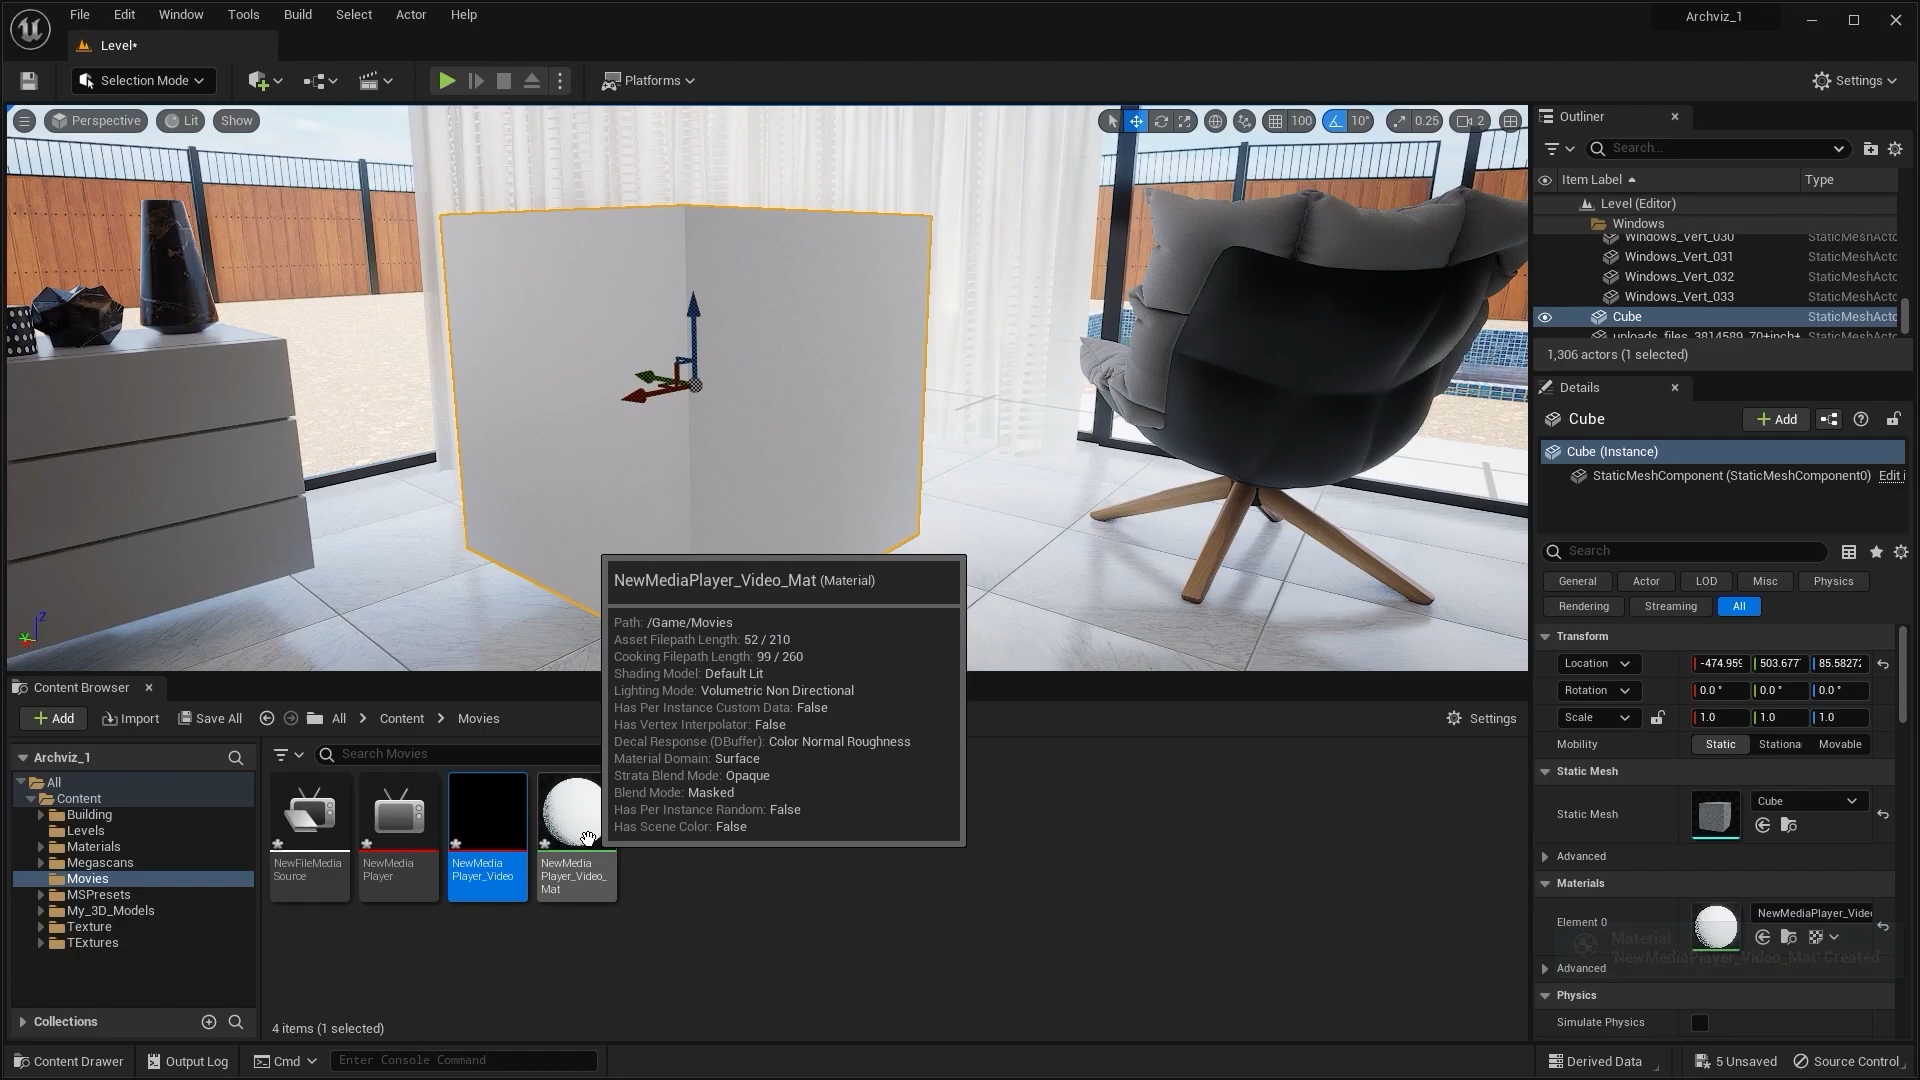 File Edit Window Tools Build Select Actor Help
Archviz_1
Level*
Selection Mode
Platforms
Settings
Perspective
Lit
Show
100
10°
0.25
2
Outliner
Search...
Item Label
Type
Level (Editor)
Windows
Windows_Vert_030 StaticMeshActo
Windows_Vert_031 StaticMeshActo
Windows_Vert_032 StaticMeshActo
Windows_Vert_033 StaticMeshActo
Cube StaticMeshActo
uploads_files_3814589_70+inch+
1,306 actors (1 selected)
Details
Cube
Add
Cube (Instance)
StaticMeshComponent (StaticMeshComponent0) Edit i
Search
General Actor LOD Misc Physics
Rendering Streaming All
Transform
Location -474.959 503.677 85.5827
Rotation 0.0 ° 0.0 ° 0.0 °
Scale 1.0 1.0 1.0
Mobility Static Stationa Movable
Static Mesh
Static Mesh Cube
Advanced
Materials
Element 0 NewMediaPlayer_Vide
Material
'NewMediaPlayer_Video_Mat' Created
Advanced
Physics
Simulate Physics
z
NewMediaPlayer_Video_Mat (Material)
Path: /Game/Movies
Asset Filepath Length: 52 / 210
Cooking Filepath Length: 99 / 260
Shading Model: Default Lit
Lighting Mode: Volumetric Non Directional
Has Per Instance Custom Data: False
Has Vertex Interpolator: False
Decal Response (DBuffer): Color Normal Roughness
Material Domain: Surface
Strata Blend Mode: Opaque
Blend Mode: Masked
Has Per Instance Random: False
Has Scene Color: False
Content Browser
Add Import Save All All Content Movies Settings
Archviz_1
Search Movies
All
Content
Building
Levels
Materials
Megascans
Movies
MSPresets
My_3D_Models
Texture
TExtures
Collections
NewFileMedia
Source
NewMedia
Player
NewMedia
Player_Video
NewMedia
Player_Video_
Mat
4 items (1 selected)
Content Drawer Output Log Cmd Enter Console Command
Derived Data 5 Unsaved Source Control